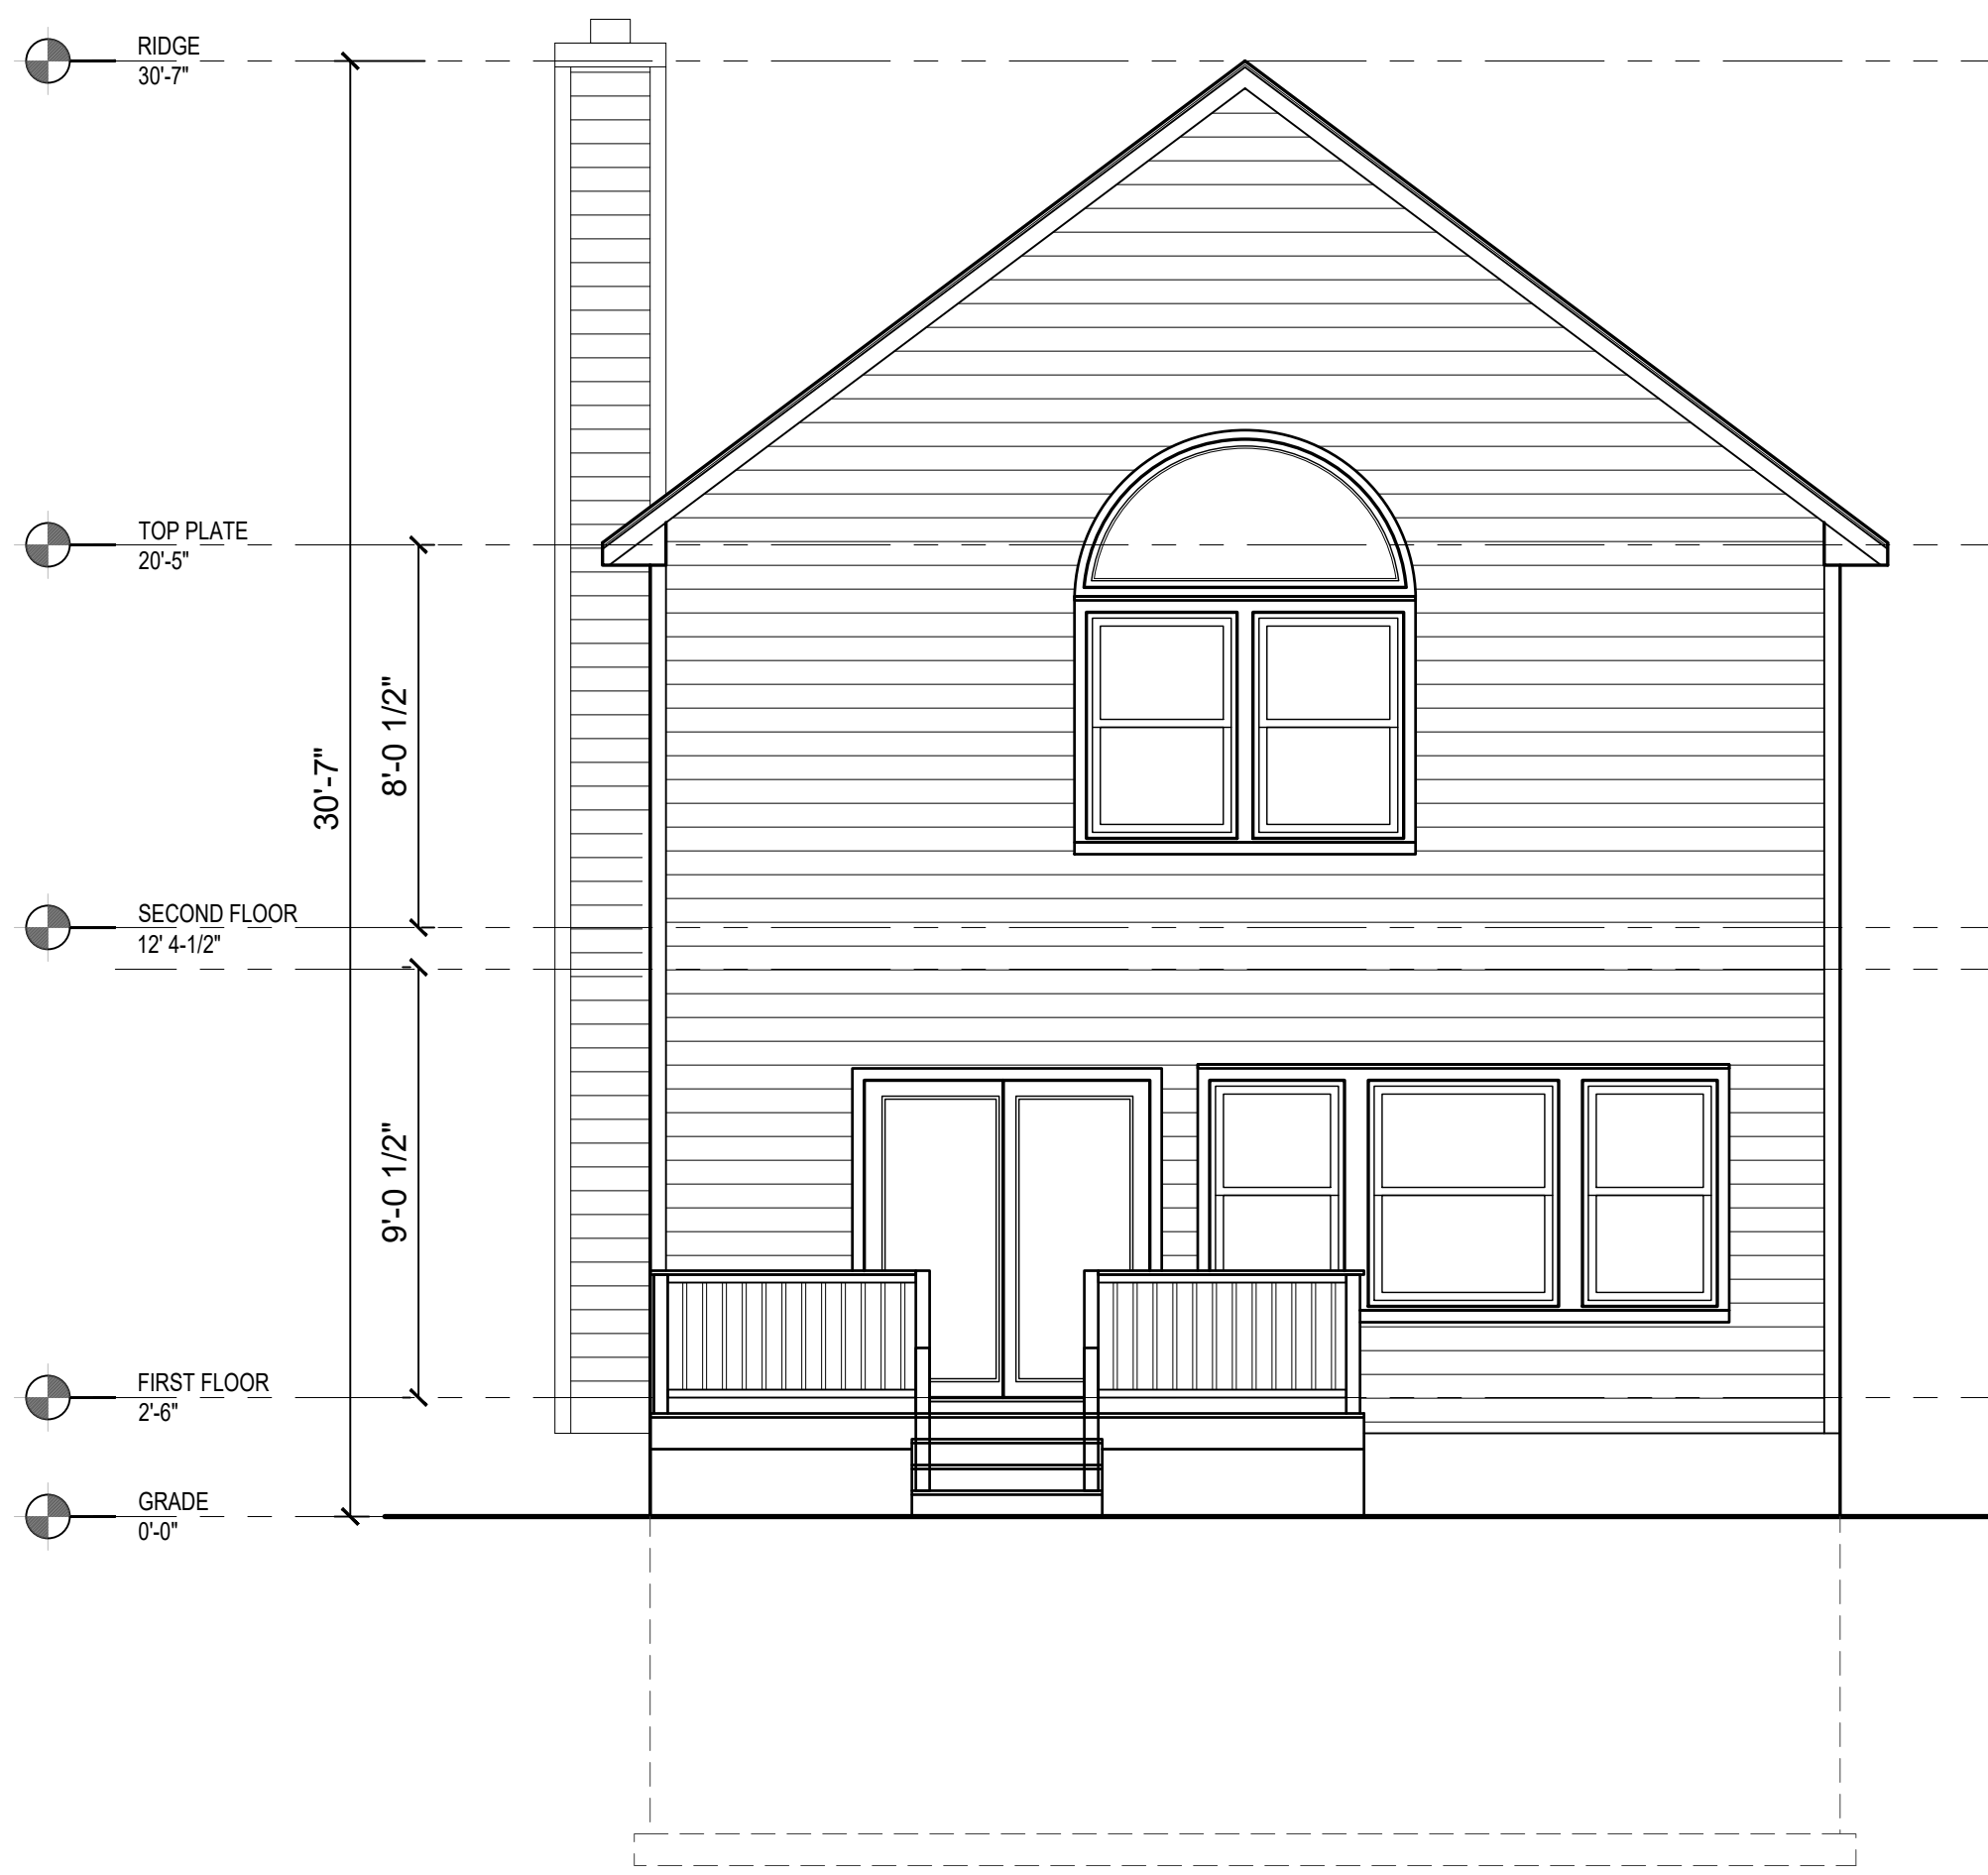 RIDGE
30'-7"
TOP PLATE
20'-5"
8'-0 1/2"
30'-7"
SECOND FLOOR
12' 4-1/2"
9'-0 1/2"
FIRST FLOOR
2'-6"
GRADE
0'-0"